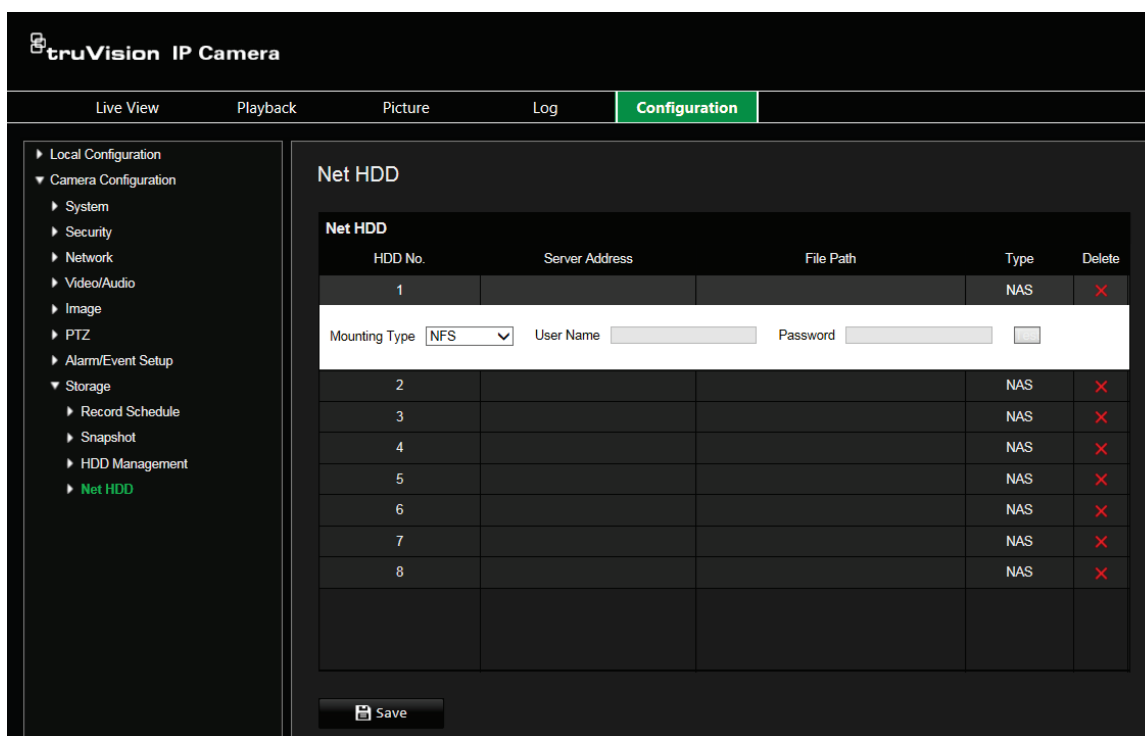 truVision IP Camera
Live View Playback Picture Log Configuration
Local Configuration
Camera Configuration
System
Security
Network
Video/Audio
Image
PTZ
Alarm/Event Setup
Storage
Record Schedule
Snapshot
HDD Management
Net HDD
Net HDD
Net HDD
HDD No. Server Address File Path Type Delete
1 NAS
Mounting Type NFS User Name Password
2 NAS
3 NAS
4 NAS
5 NAS
6 NAS
7 NAS
8 NAS
Save